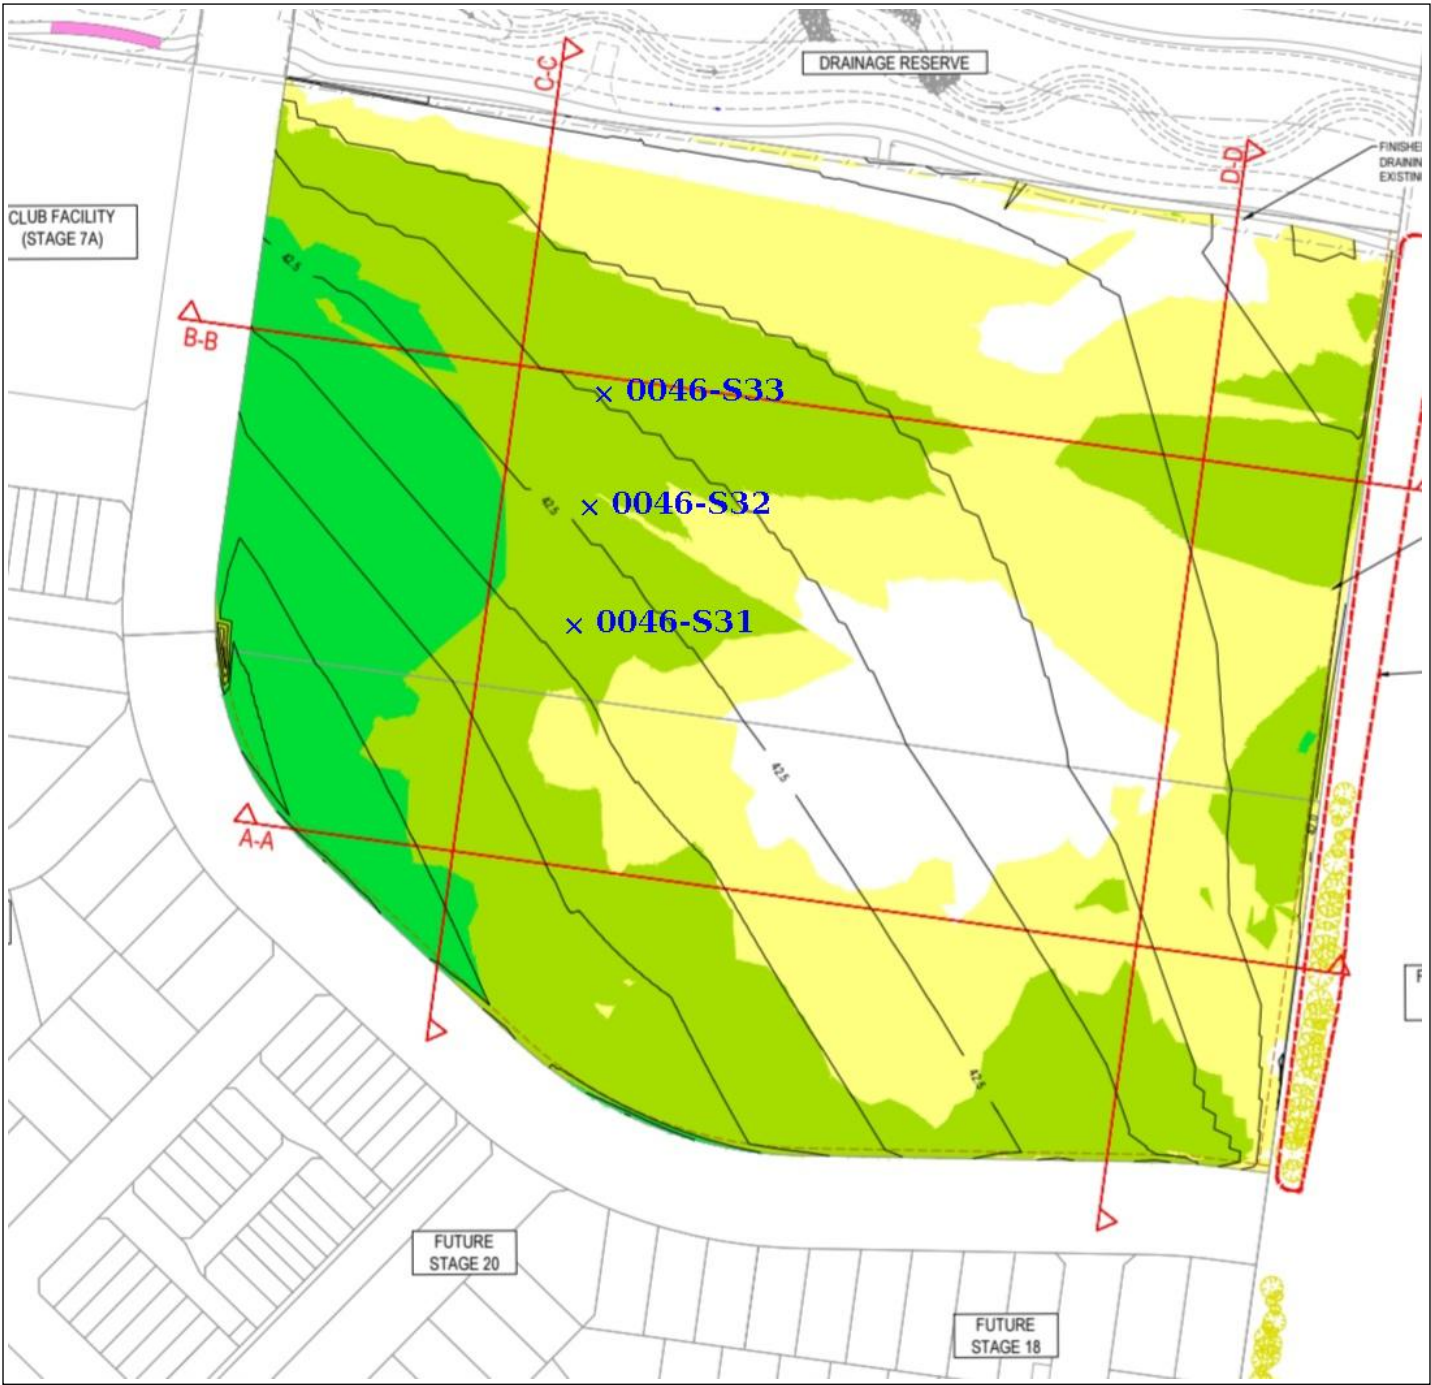 C-C
DRAINAGE RESERVE
D-D
FINISHE
DRAININ
EXISTIN
CLUB FACILITY
(STAGE 7A)
42.5
B-B
0046-S33
42.5
0046-S32
0046-S31
42.5
A-A
42.5
FUTURE
STAGE 20
FUTURE
STAGE 18